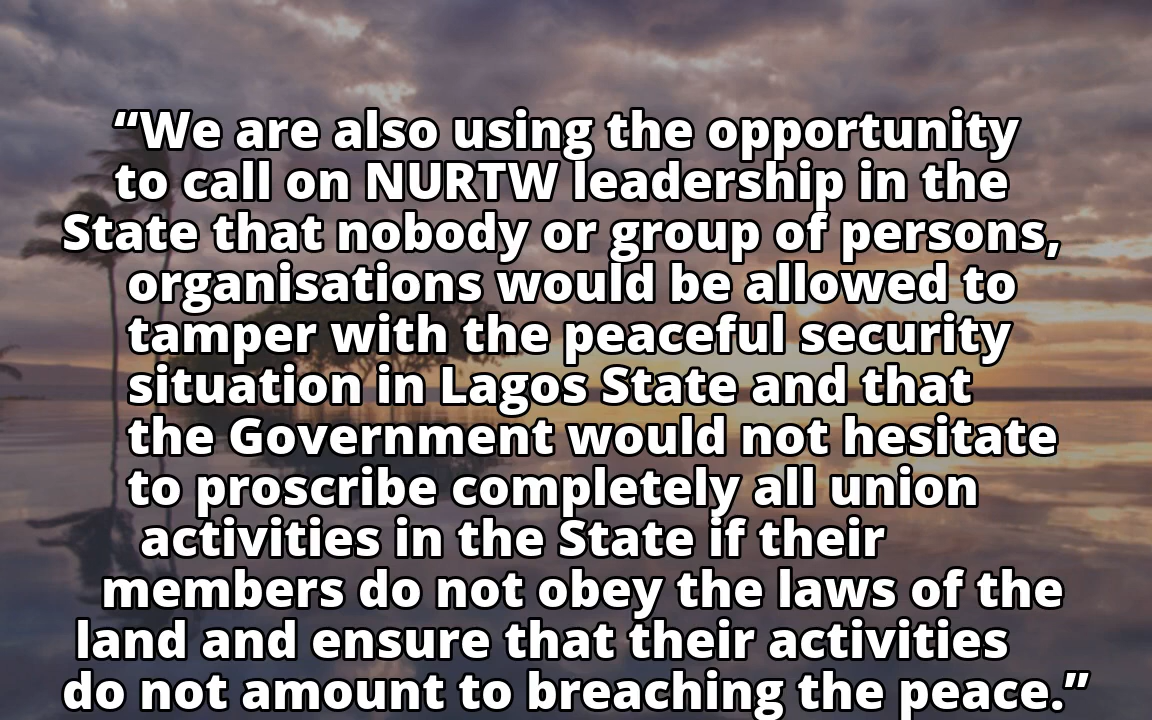 “We are also using the opportunity
to call on NURTW leadership in the
State that nobody or group of persons,
organisations would be allowed to
tamper with the peaceful security
situation in Lagos State and that
the Government would not hesitate
to proscribe completely all union
activities in the State if their
members do not obey the laws of the
land and ensure that their activities
do not amount to breaching the peace.”